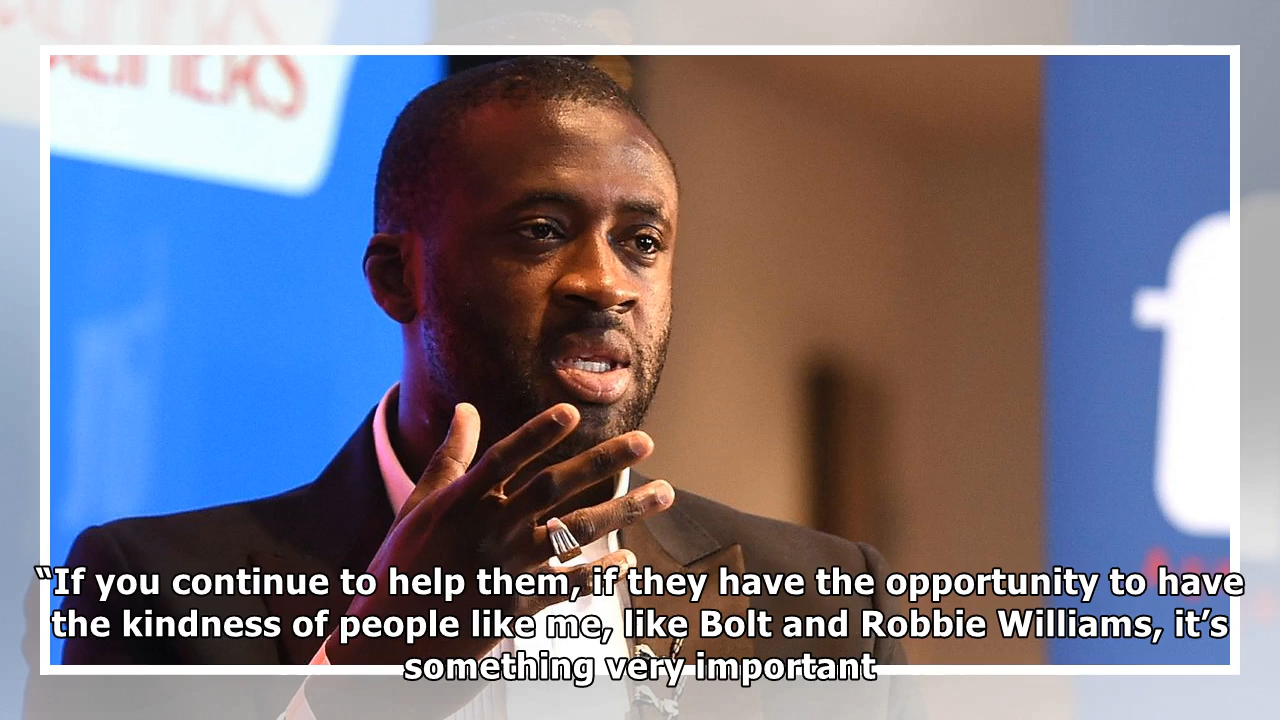 “If you continue to help them, if they have the opportunity to have
the kindness of people like me, like Bolt and Robbie Williams, it’s
something very important